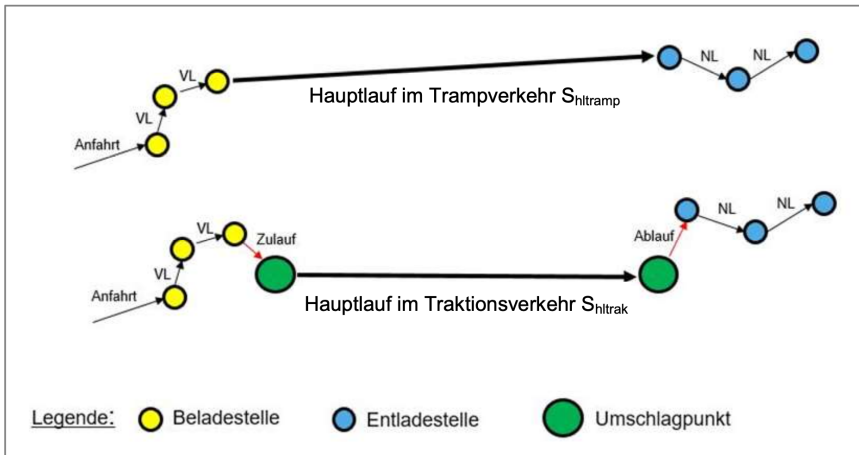 VL
NL
NL
Hauptlauf im Trampverkehr Shltramp
VL
Anfahrt
VL
Zulauf
Ablauf
NL
NL
VL
Anfahrt
Hauptlauf im Traktionsverkehr Shltrak
Legende:
Beladestelle
Entladestelle
Umschlagpunkt